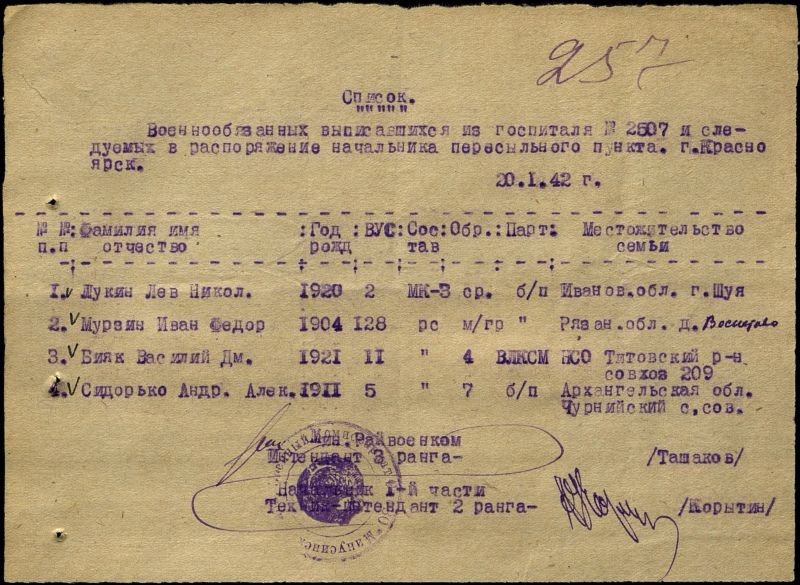 257
Список.
Военнообязанных выписавшихся из госпиталя № 2507 и сле-
дуемых в распоряжение начальника пересыльного пункта. г.Красно
ярск.
20.I.42 г.
№ №: Фамилия имя :Год : ВУС: Сос: Обр.: Парт: Местожительство
п.п отчество рожд тав семьи
1.v Лукин Лев Никол. 1920 2 МК-3 ср. б/п Иванов.обл. г.Шуя
2.v Мурзин Иван Федор 1904 128 рс м/гр " Рязан.обл. д.
3.v Бияк Василий Дм. 1921 11 " 4 ВЛКСМ НСО Титовский р-н
совхоз 209
4.v Сидорько Андр. Алек. 1911 5 " 7 б/п Архангельская обл.
Чурнийский с,сов.
Мин. Райвоенком
Интендант 3 ранга- /Ташаков/
Начальник 1-й части
Техник-интендант 2 ранга- /Корытин/